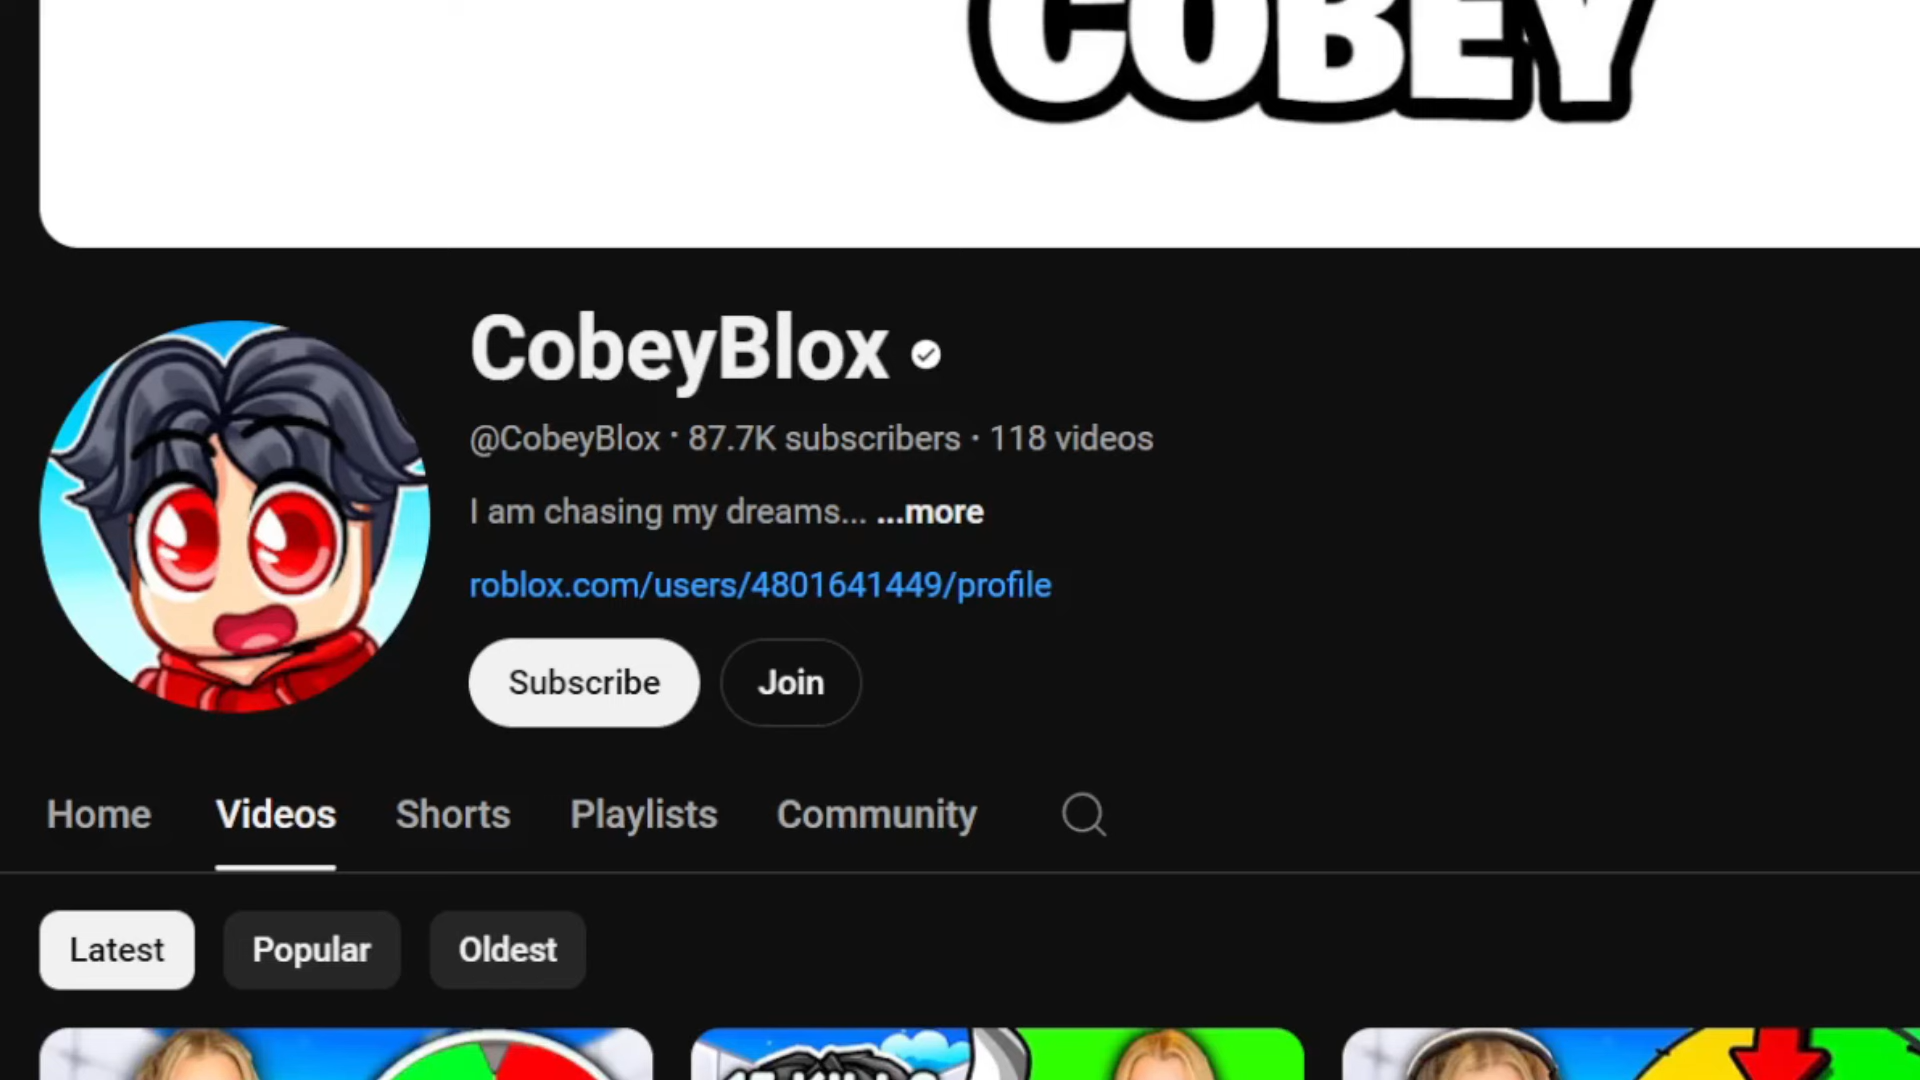 COBEY
CobeyBlox
@CobeyBlox · 87.7K subscribers · 118 videos
I am chasing my dreams... ...more
roblox.com/users/4801641449/profile
Subscribe
Join
Home
Videos
Shorts
Playlists
Community
Latest
Popular
Oldest